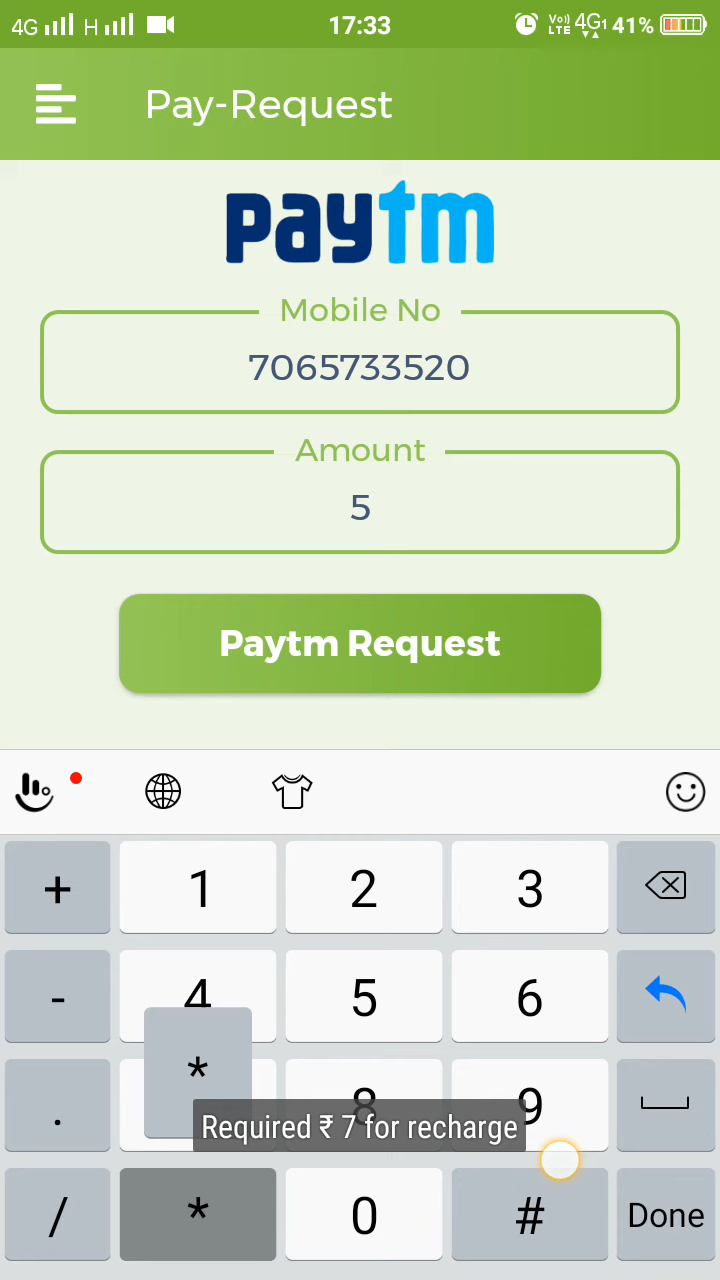 4G H 17:33 Vo)) LTE 4G1 41%
Pay-Request
paytm
Mobile No
7065733520
Amount
5
Paytm Request
+ 1 2 3
- 4 5 6
* 
. 8 9
Required ₹ 7 for recharge
/ * 0 # Done